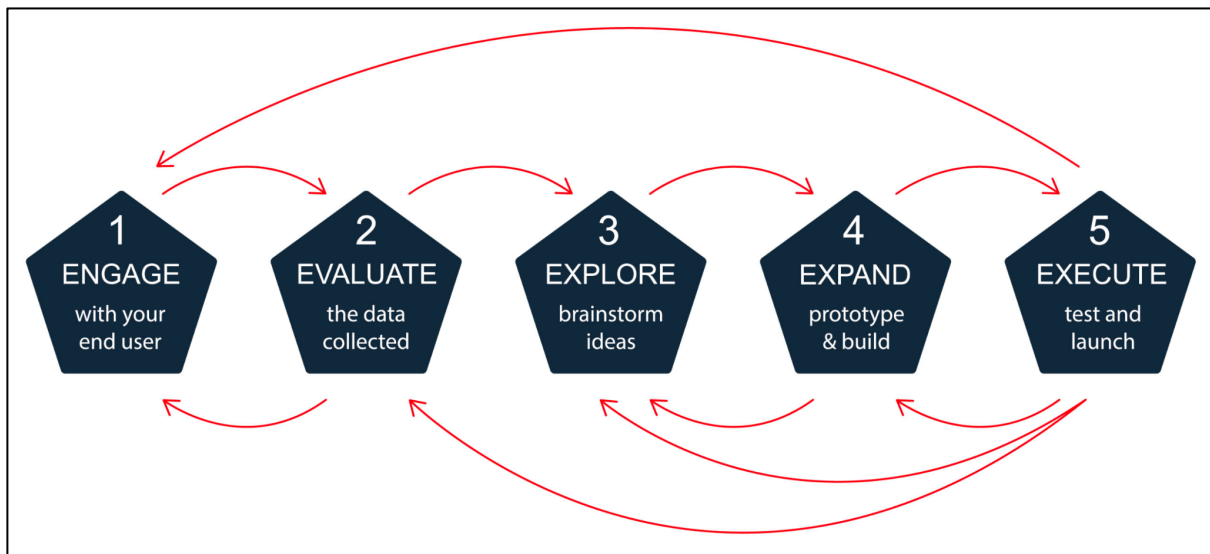 1
ENGAGE
with your
end user
2
EVALUATE
the data
collected
3
EXPLORE
brainstorm
ideas
4
EXPAND
prototype
& build
5
EXECUTE
test and
launch